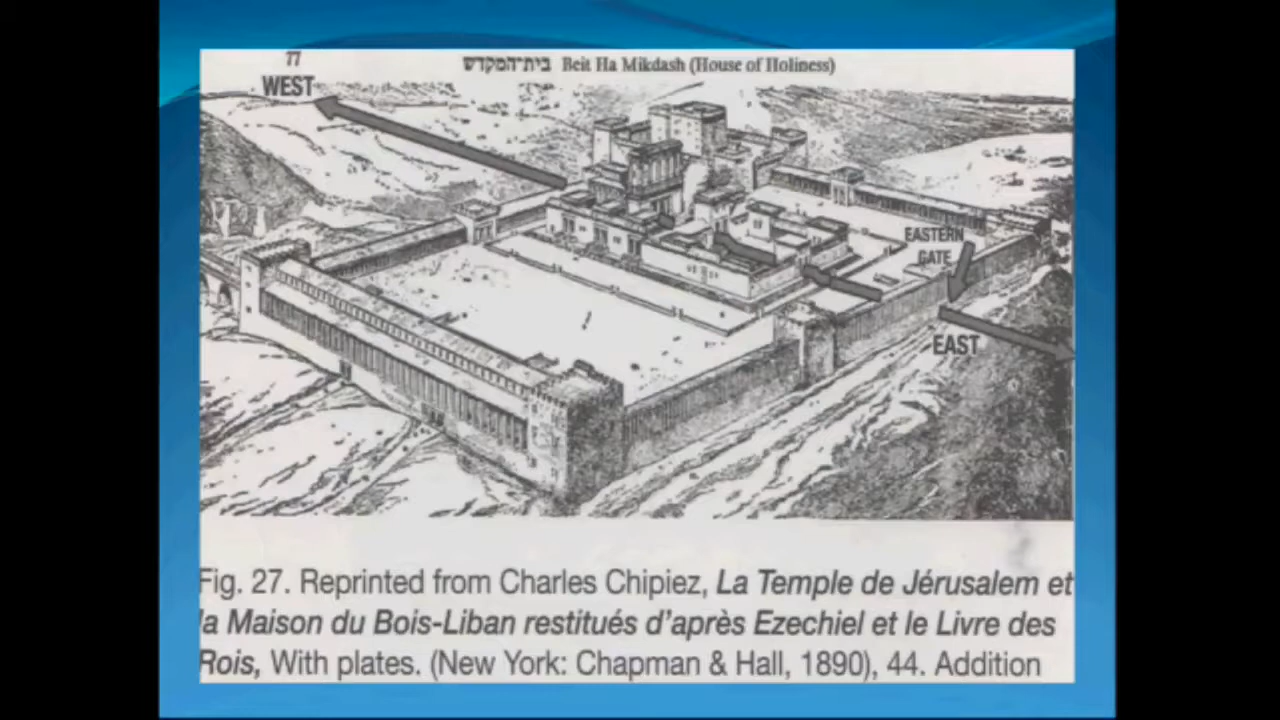 77
בית־המקדש Beit Ha Mikdash (House of Holiness)
WEST
EASTERN
GATE
EAST
Fig. 27. Reprinted from Charles Chipiez, La Temple de Jérusalem et
la Maison du Bois-Liban restitués d'après Ezechiel et le Livre des
Rois, With plates. (New York: Chapman & Hall, 1890), 44. Addition